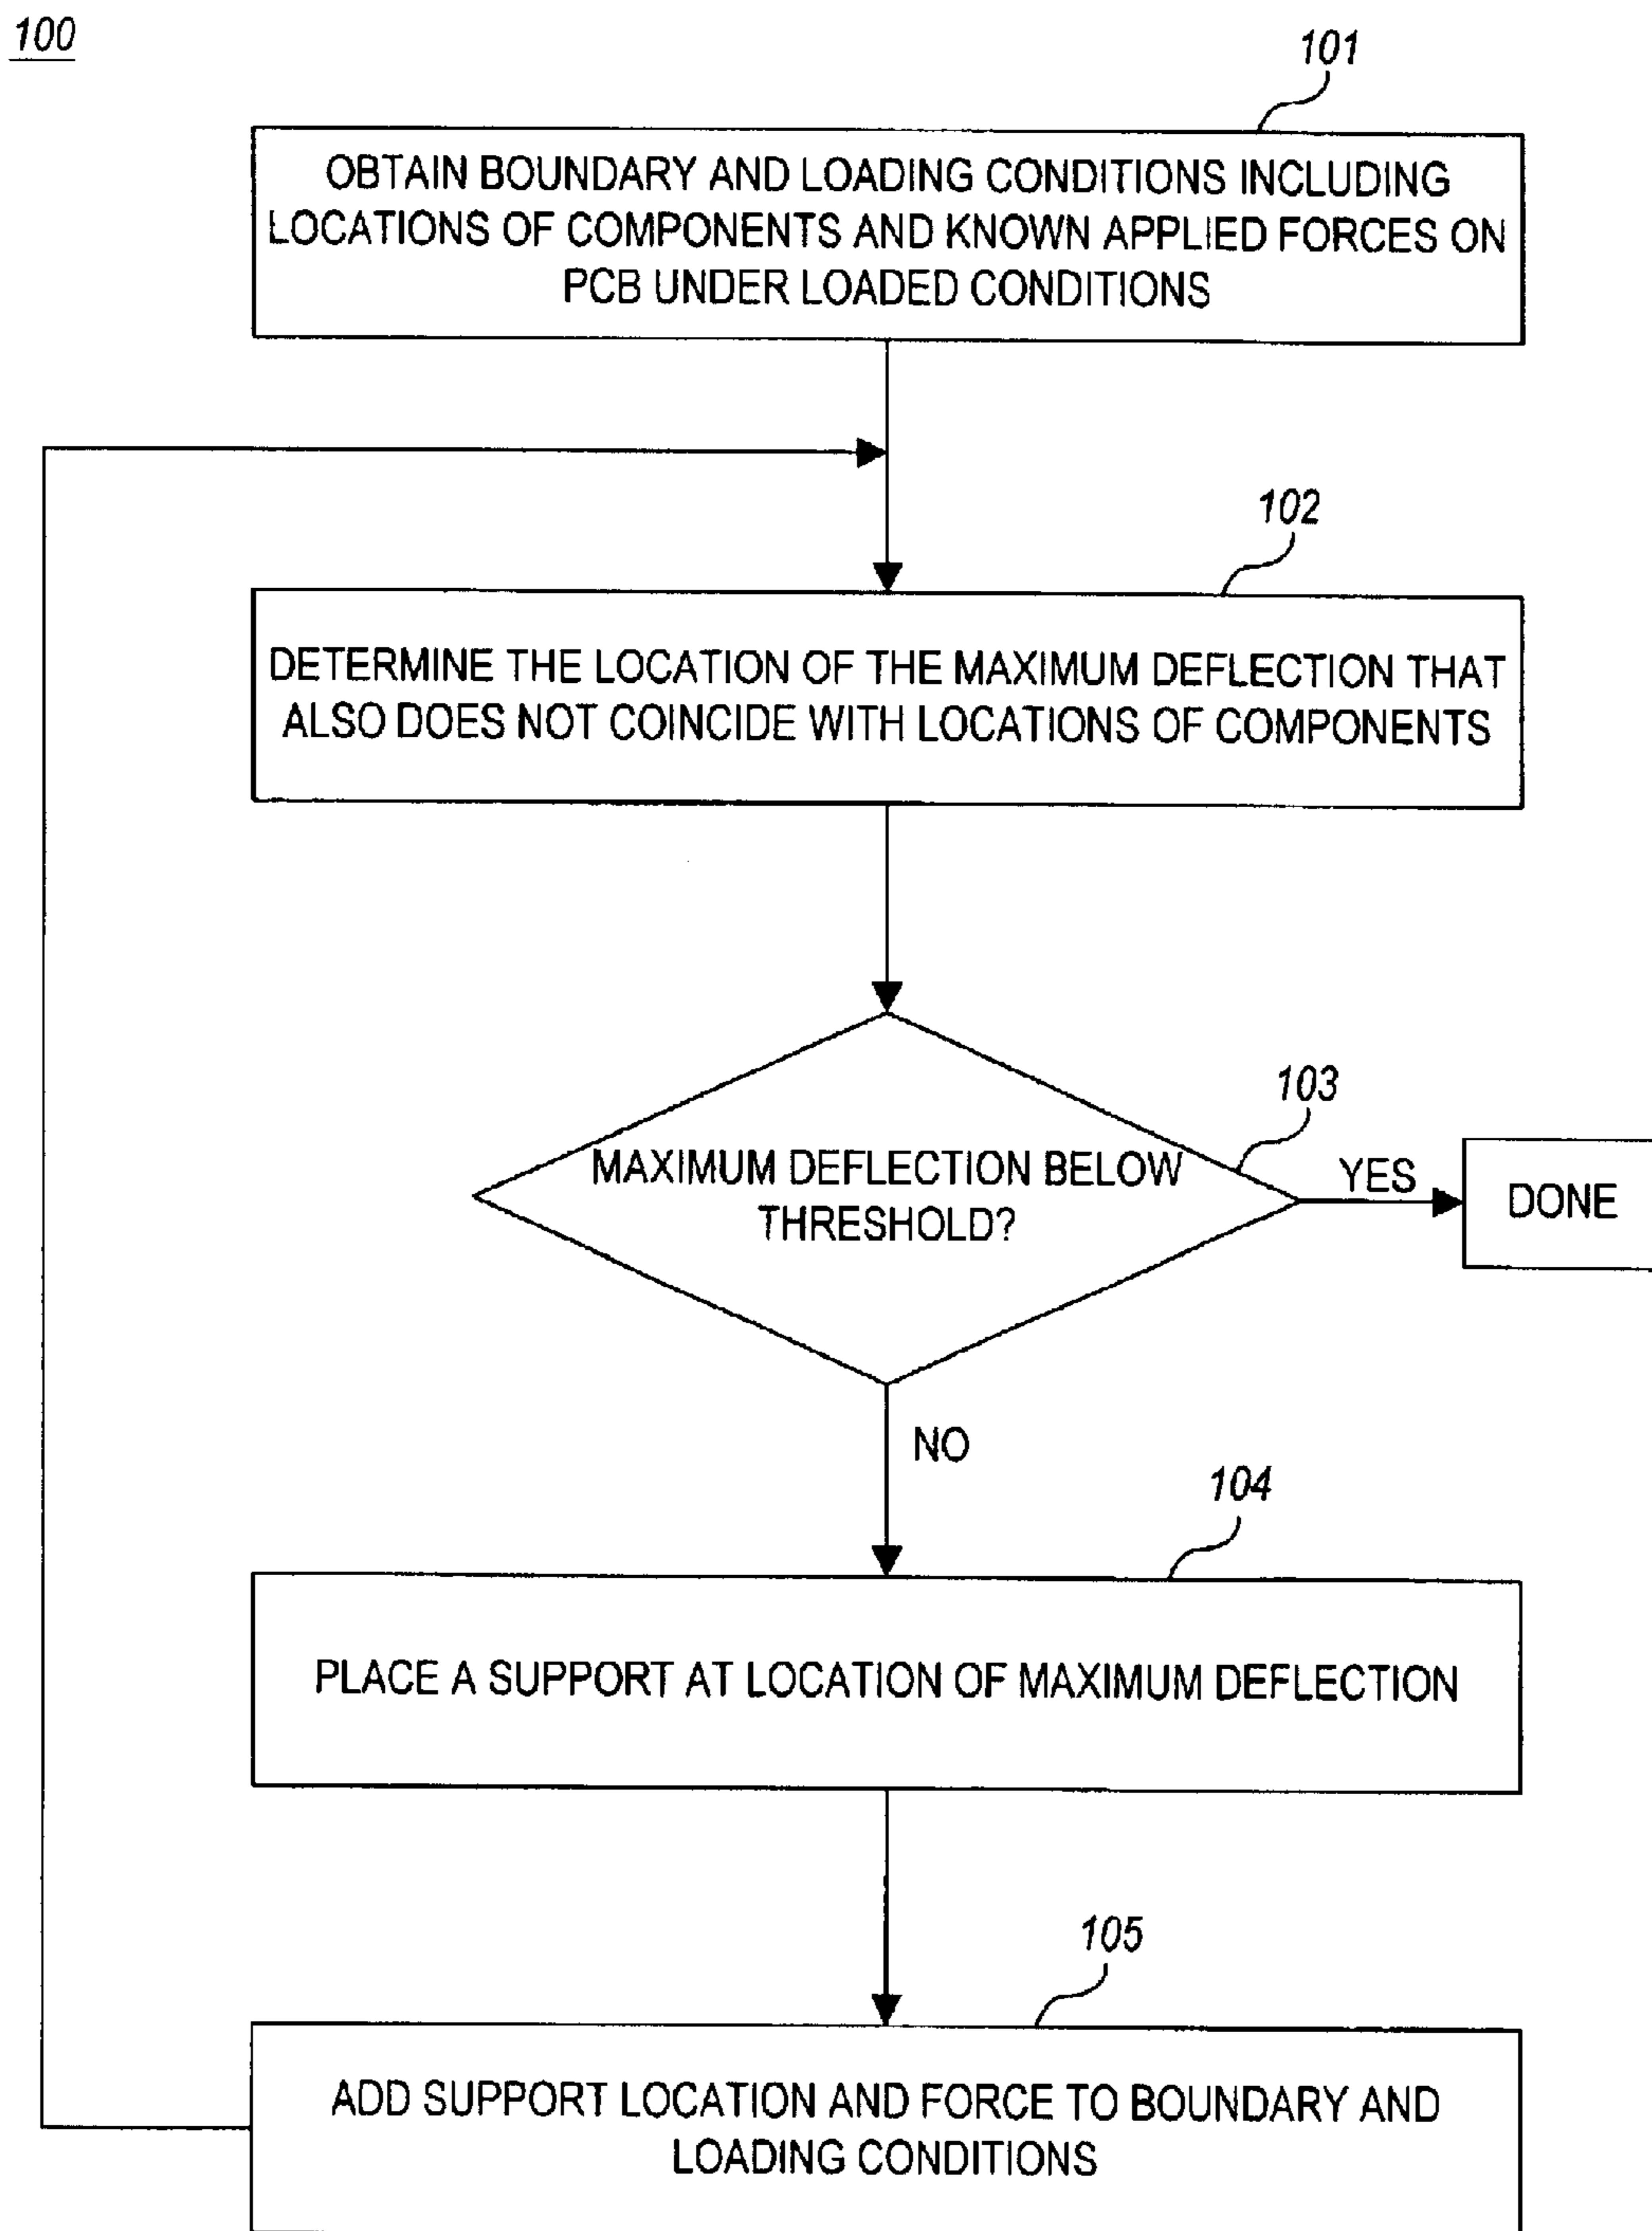 100
101
OBTAIN BOUNDARY AND LOADING CONDITIONS INCLUDING
LOCATIONS OF COMPONENTS AND KNOWN APPLIED FORCES ON
PCB UNDER LOADED CONDITIONS
102
DETERMINE THE LOCATION OF THE MAXIMUM DEFLECTION THAT
ALSO DOES NOT COINCIDE WITH LOCATIONS OF COMPONENTS
103
MAXIMUM DEFLECTION BELOW
THRESHOLD?
YES
DONE
NO
104
PLACE A SUPPORT AT LOCATION OF MAXIMUM DEFLECTION
105
ADD SUPPORT LOCATION AND FORCE TO BOUNDARY AND
LOADING CONDITIONS